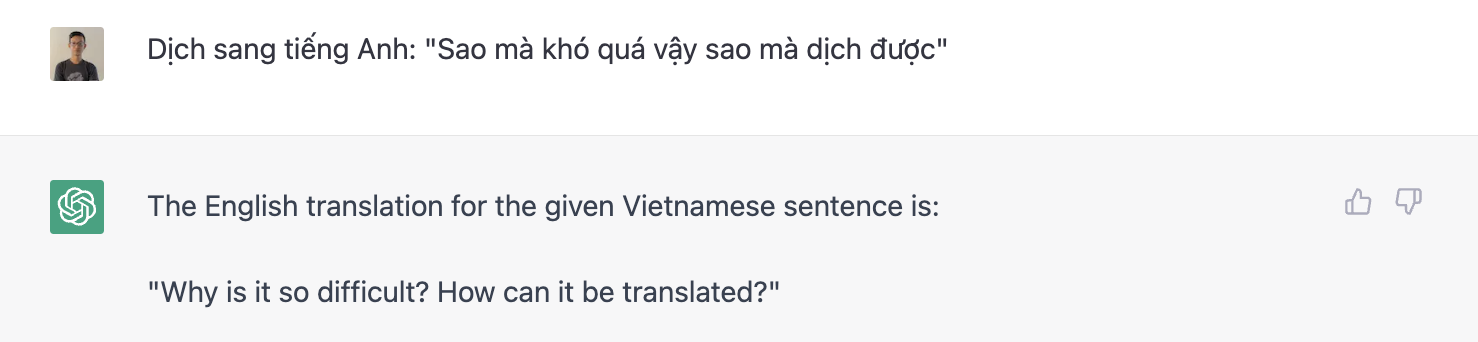 Dịch sang tiếng Anh: "Sao mà khó quá vậy sao mà dịch được"
The English translation for the given Vietnamese sentence is:
"Why is it so difficult? How can it be translated?"